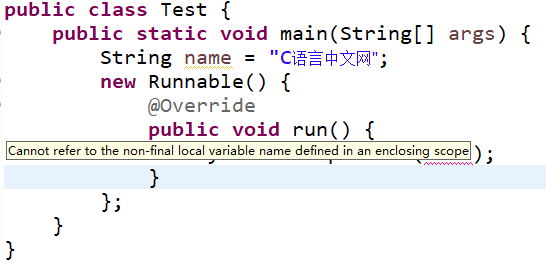 public class Test {
public static void main(String[] args) {
String name = "C语言中文网";
new Runnable() {
@Override
public void run() {
Cannot refer to the non-final local variable name defined in an enclosing scope
);
}
};
}
}